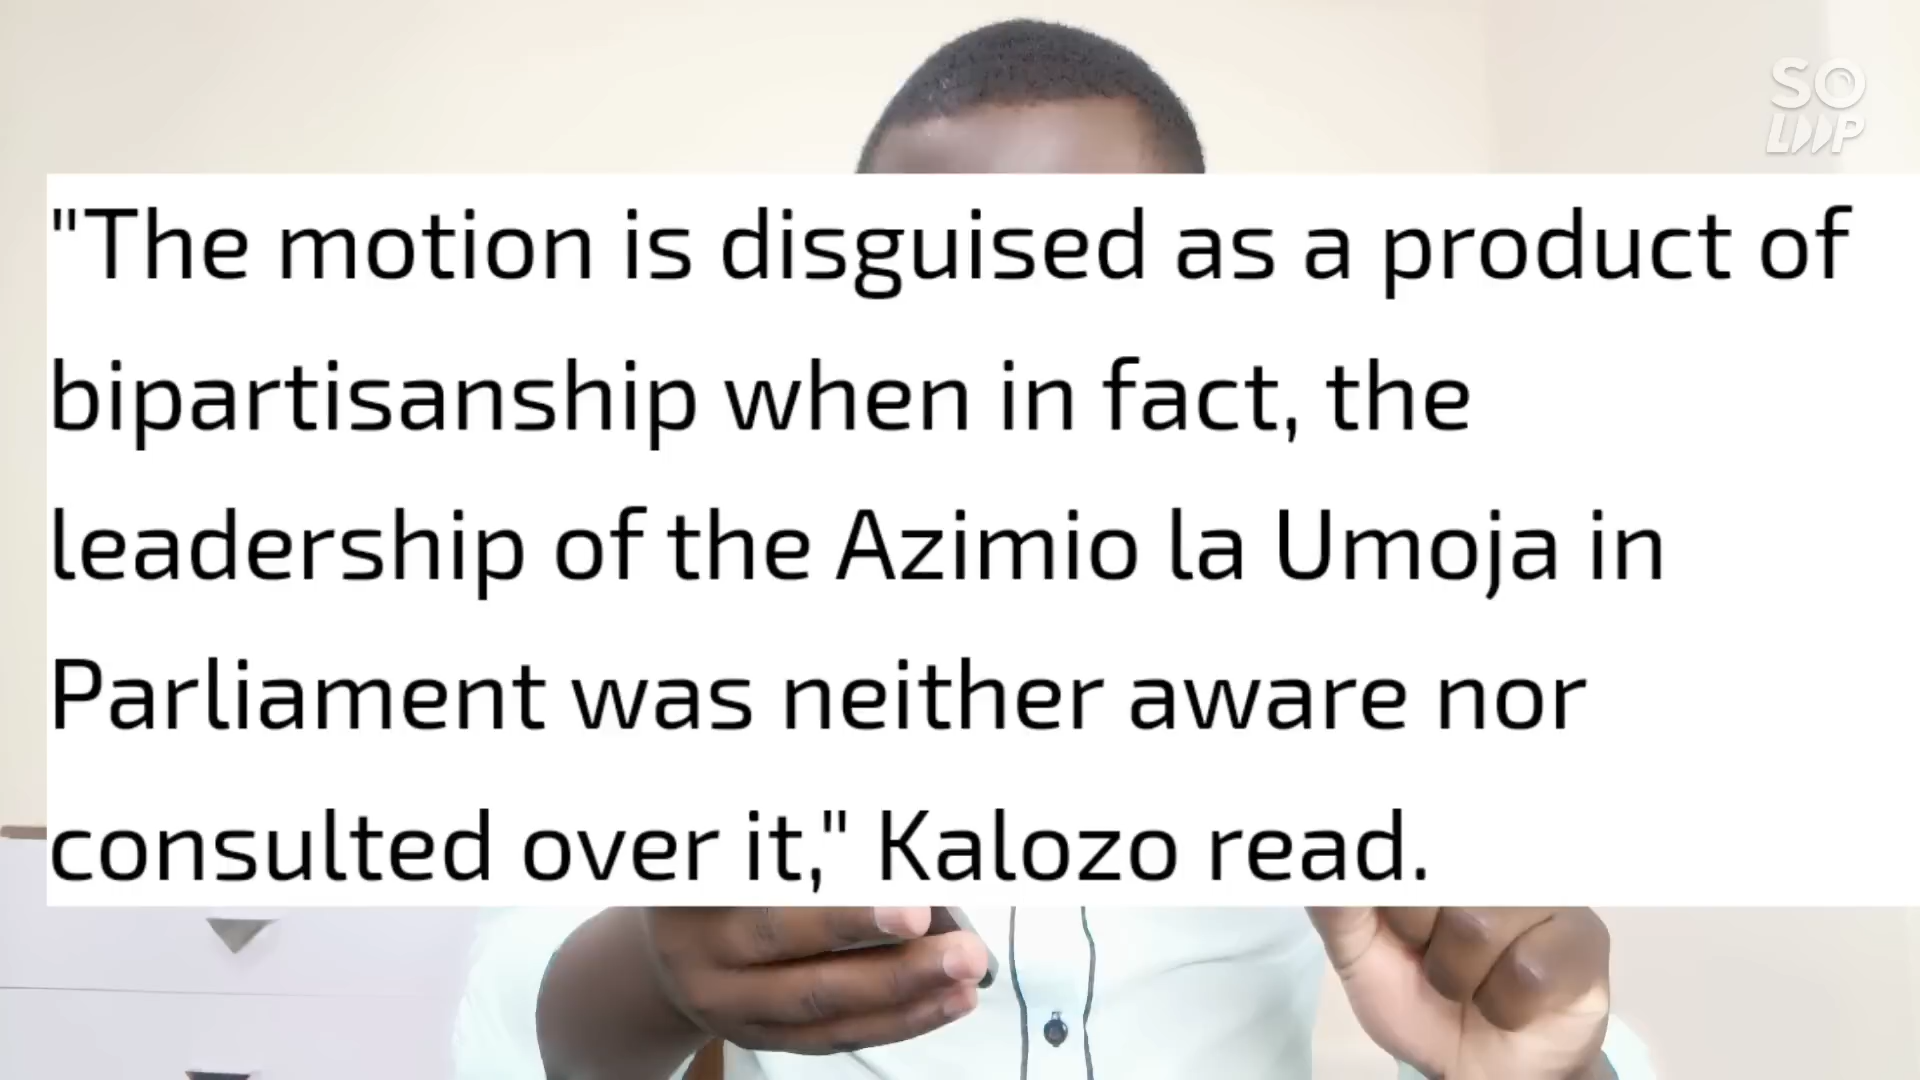 SO
LOOP
"The motion is disguised as a product of
bipartisanship when in fact, the
leadership of the Azimio la Umoja in
Parliament was neither aware nor
consulted over it," Kalozo read.